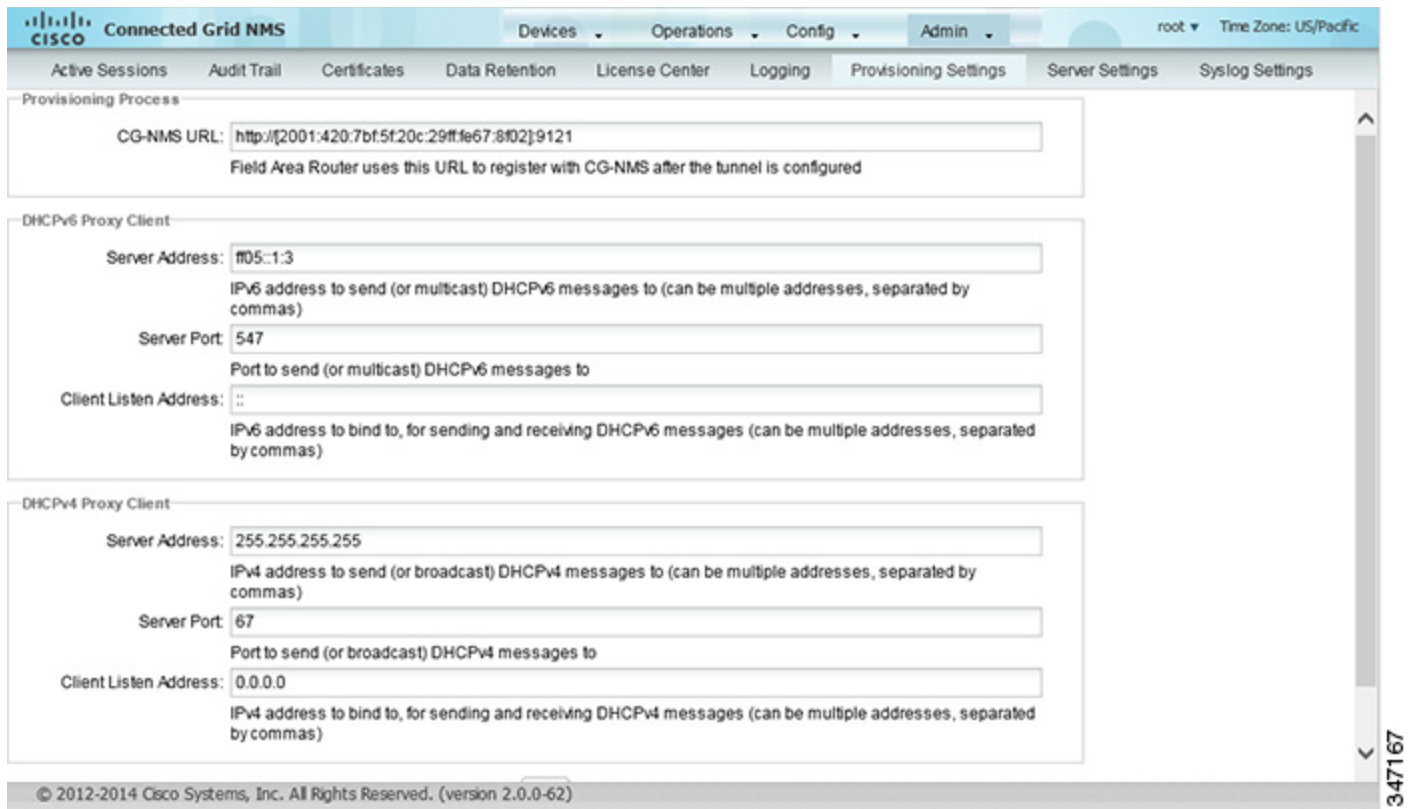 CISCO Connected Grid NMS Devices Operations Config Admin root Time Zone: US/Pacific
Active Sessions Audit Trail Certificates Data Retention License Center Logging Provisioning Settings Server Settings Syslog Settings
Provisioning Process
CG-NMS URL: http://[2001:420:7bf:5f:20c:29ff:fe67:8f02]:9121
Field Area Router uses this URL to register with CG-NMS after the tunnel is configured
DHCPv6 Proxy Client
Server Address: ff05::1:3
IPv6 address to send (or multicast) DHCPv6 messages to (can be multiple addresses, separated by
commas)
Server Port: 547
Port to send (or multicast) DHCPv6 messages to
Client Listen Address: ::
IPv6 address to bind to, for sending and receiving DHCPv6 messages (can be multiple addresses, separated
by commas)
DHCPv4 Proxy Client
Server Address: 255.255.255.255
IPv4 address to send (or broadcast) DHCPv4 messages to (can be multiple addresses, separated by
commas)
Server Port: 67
Port to send (or broadcast) DHCPv4 messages to
Client Listen Address: 0.0.0.0
IPv4 address to bind to, for sending and receiving DHCPv4 messages (can be multiple addresses, separated
by commas)
© 2012-2014 Cisco Systems, Inc. All Rights Reserved. (version 2.0.0-62)
347167